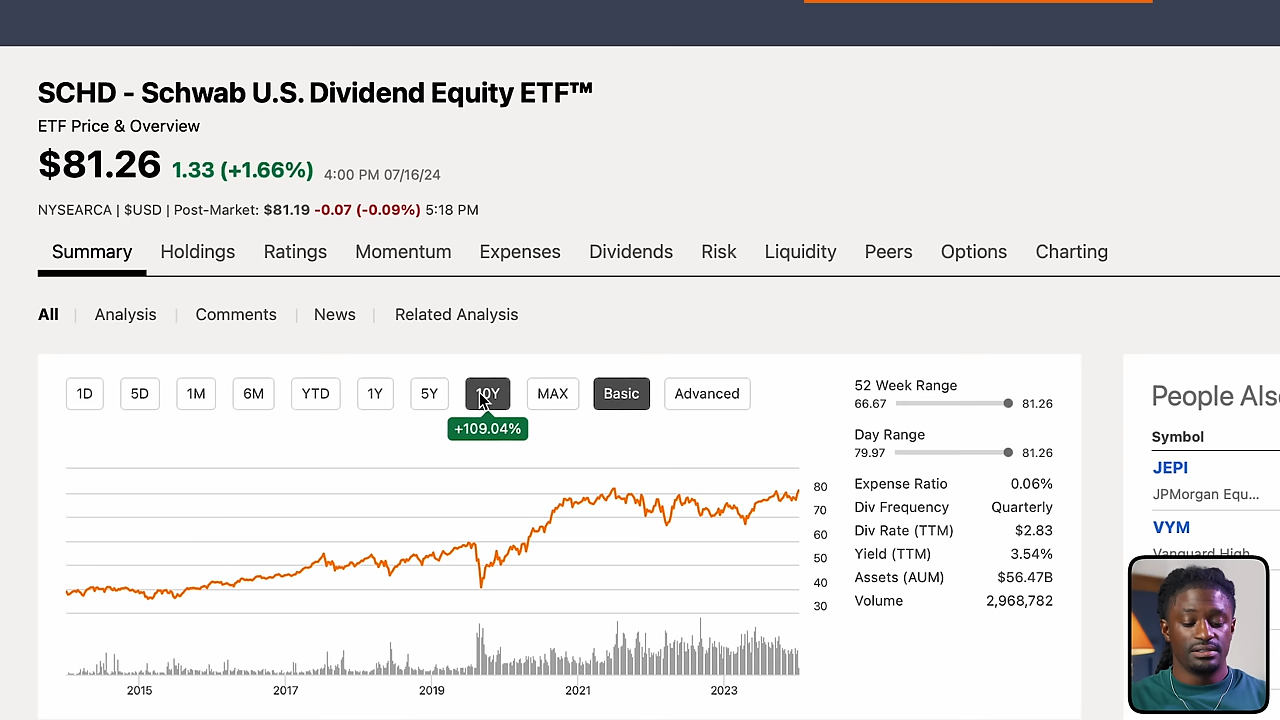 SCHD - Schwab U.S. Dividend Equity ETF™
ETF Price & Overview
$81.26 1.33 (+1.66%) 4:00 PM 07/16/24
NYSEARCA | $USD | Post-Market: $81.19 -0.07 (-0.09%) 5:18 PM
Summary Holdings Ratings Momentum Expenses Dividends Risk Liquidity Peers Options Charting
All | Analysis | Comments | News | Related Analysis
1D 5D 1M 6M YTD 1Y 5Y 10Y MAX Basic Advanced
+109.04%
80
70
60
50
40
30
2015 2017 2019 2021 2023
52 Week Range
66.67 81.26
Day Range
79.97 81.26
Expense Ratio 0.06%
Div Frequency Quarterly
Div Rate (TTM) $2.83
Yield (TTM) 3.54%
Assets (AUM) $56.47B
Volume 2,968,782
People Als
Symbol
JEPI
JPMorgan Equ...
VYM
Vanguard High